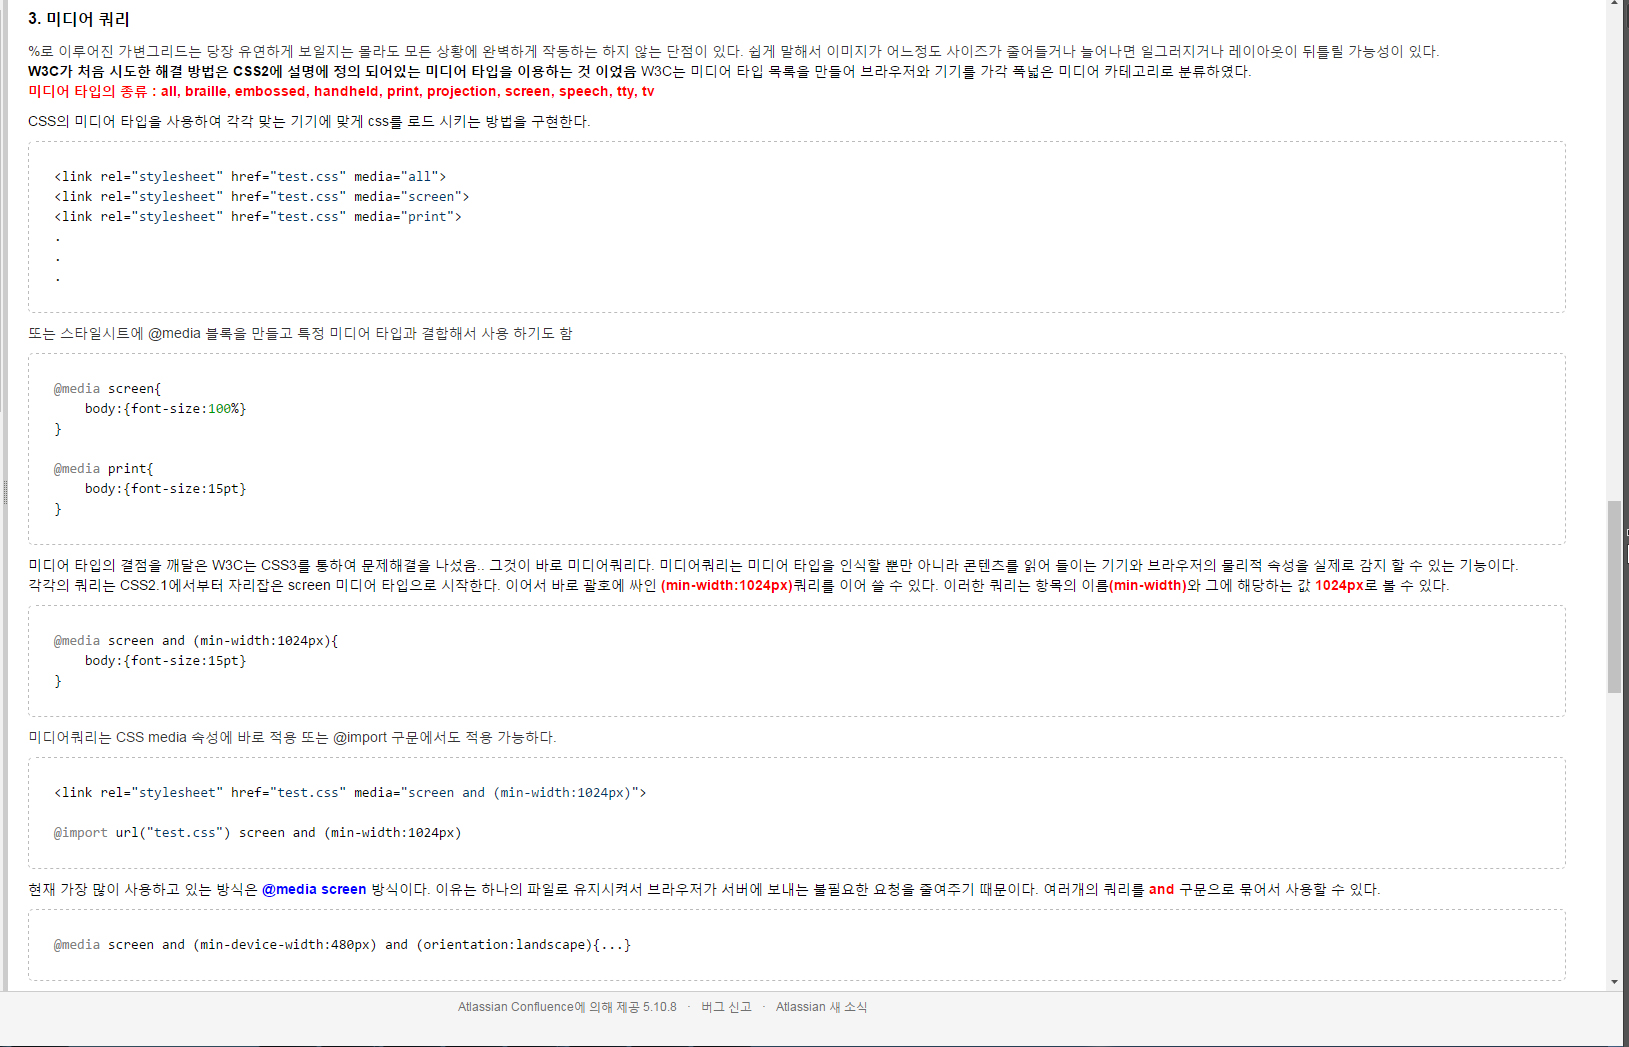 3. 미디어 쿼리
%로 이루어진 가변그리드는 당장 유연하게 보일지는 몰라도 모든 상황에 완벽하게 작동하는 하지 않는 단점이 있다. 쉽게 말해서 이미지가 어느정도 사이즈가 줄어들거나 늘어나면 일그러지거나 레이아웃이 뒤틀릴 가능성이 있다.
W3C가 처음 시도한 해결 방법은 CSS2에 설명에 정의 되어있는 미디어 타입을 이용하는 것 이었음 W3C는 미디어 타입 목록을 만들어 브라우저와 기기를 가각 폭넓은 미디어 카테고리로 분류하였다.
미디어 타입의 종류 : all, braille, embossed, handheld, print, projection, screen, speech, tty, tv
CSS의 미디어 타입을 사용하여 각각 맞는 기기에 맞게 css를 로드 시키는 방법을 구현한다.
<link rel="stylesheet" href="test.css" media="all">
<link rel="stylesheet" href="test.css" media="screen">
<link rel="stylesheet" href="test.css" media="print">
.
.
.
또는 스타일시트에 @media 블록을 만들고 특정 미디어 타입과 결합해서 사용 하기도 함
@media screen{
body:{font-size:100%}
}
@media print{
body:{font-size:15pt}
}
미디어 타입의 결점을 깨달은 W3C는 CSS3를 통하여 문제해결을 나섰음.. 그것이 바로 미디어쿼리다. 미디어쿼리는 미디어 타입을 인식할 뿐만 아니라 콘텐츠를 읽어 들이는 기기와 브라우저의 물리적 속성을 실제로 감지 할 수 있는 기능이다.
각각의 쿼리는 CSS2.1에서부터 자리잡은 screen 미디어 타입으로 시작한다. 이어서 바로 괄호에 싸인 (min-width:1024px)쿼리를 이어 쓸 수 있다. 이러한 쿼리는 항목의 이름(min-width)와 그에 해당하는 값 1024px로 볼 수 있다.
@media screen and (min-width:1024px){
body:{font-size:15pt}
}
미디어쿼리는 CSS media 속성에 바로 적용 또는 @import 구문에서도 적용 가능하다.
<link rel="stylesheet" href="test.css" media="screen and (min-width:1024px)">
@import url("test.css") screen and (min-width:1024px)
현재 가장 많이 사용하고 있는 방식은 @media screen 방식이다. 이유는 하나의 파일로 유지시켜서 브라우저가 서버에 보내는 불필요한 요청을 줄여주기 때문이다. 여러개의 쿼리를 and 구문으로 묶어서 사용할 수 있다.
@media screen and (min-device-width:480px) and (orientation:landscape){...}
Atlassian Confluence에 의해 제공 5.10.8 · 버그 신고 · Atlassian 새 소식